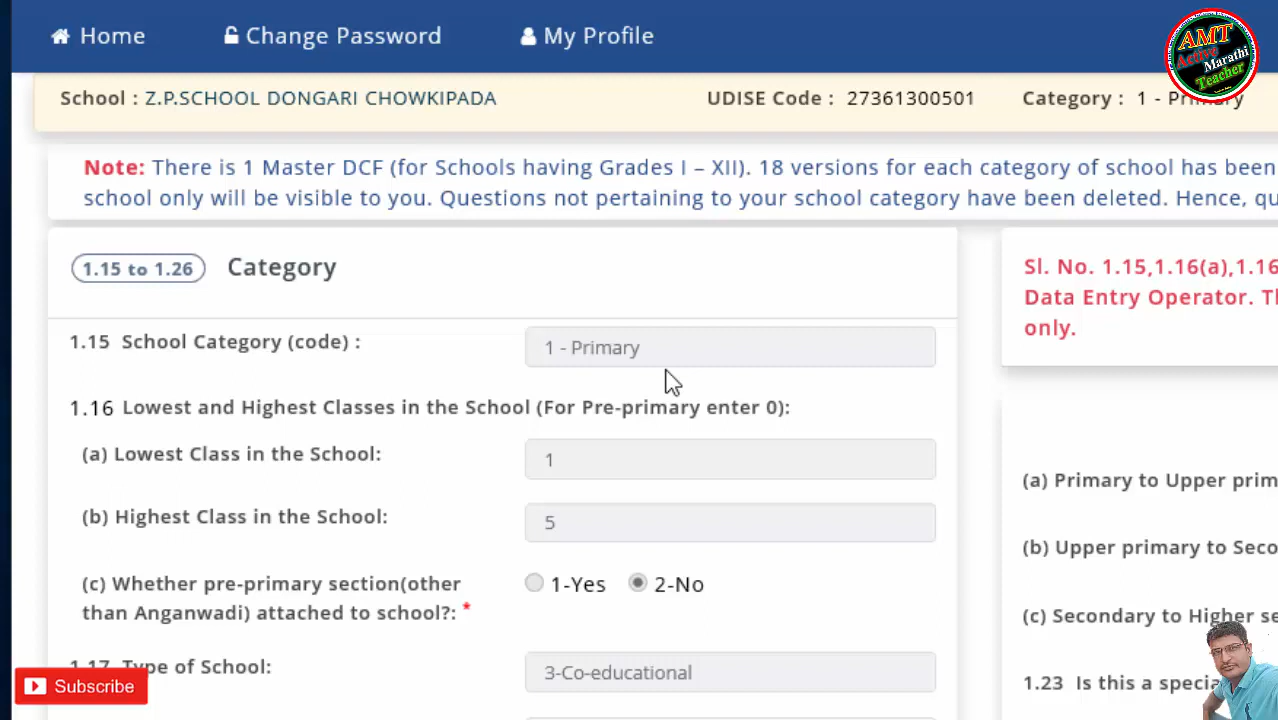 Home Change Password My Profile
AMT
Active
Marathi
Teacher
School : Z.P.SCHOOL DONGARI CHOWKIPADA UDISE Code : 27361300501 Category : 1 - Primary
Note: There is 1 Master DCF (for Schools having Grades I – XII). 18 versions for each category of school has been
school only will be visible to you. Questions not pertaining to your school category have been deleted. Hence, qu
1.15 to 1.26 Category
Sl. No. 1.15,1.16(a),1.16
Data Entry Operator. Th
only.
1.15 School Category (code) : 1 - Primary
1.16 Lowest and Highest Classes in the School (For Pre-primary enter 0):
(a) Lowest Class in the School: 1
(a) Primary to Upper prim
(b) Highest Class in the School: 5
(b) Upper primary to Seco
(c) Whether pre-primary section(other
than Anganwadi) attached to school?: * 1-Yes 2-No
(c) Secondary to Higher se
1.17 Type of School: 3-Co-educational
1.23 Is this a specia
Subscribe